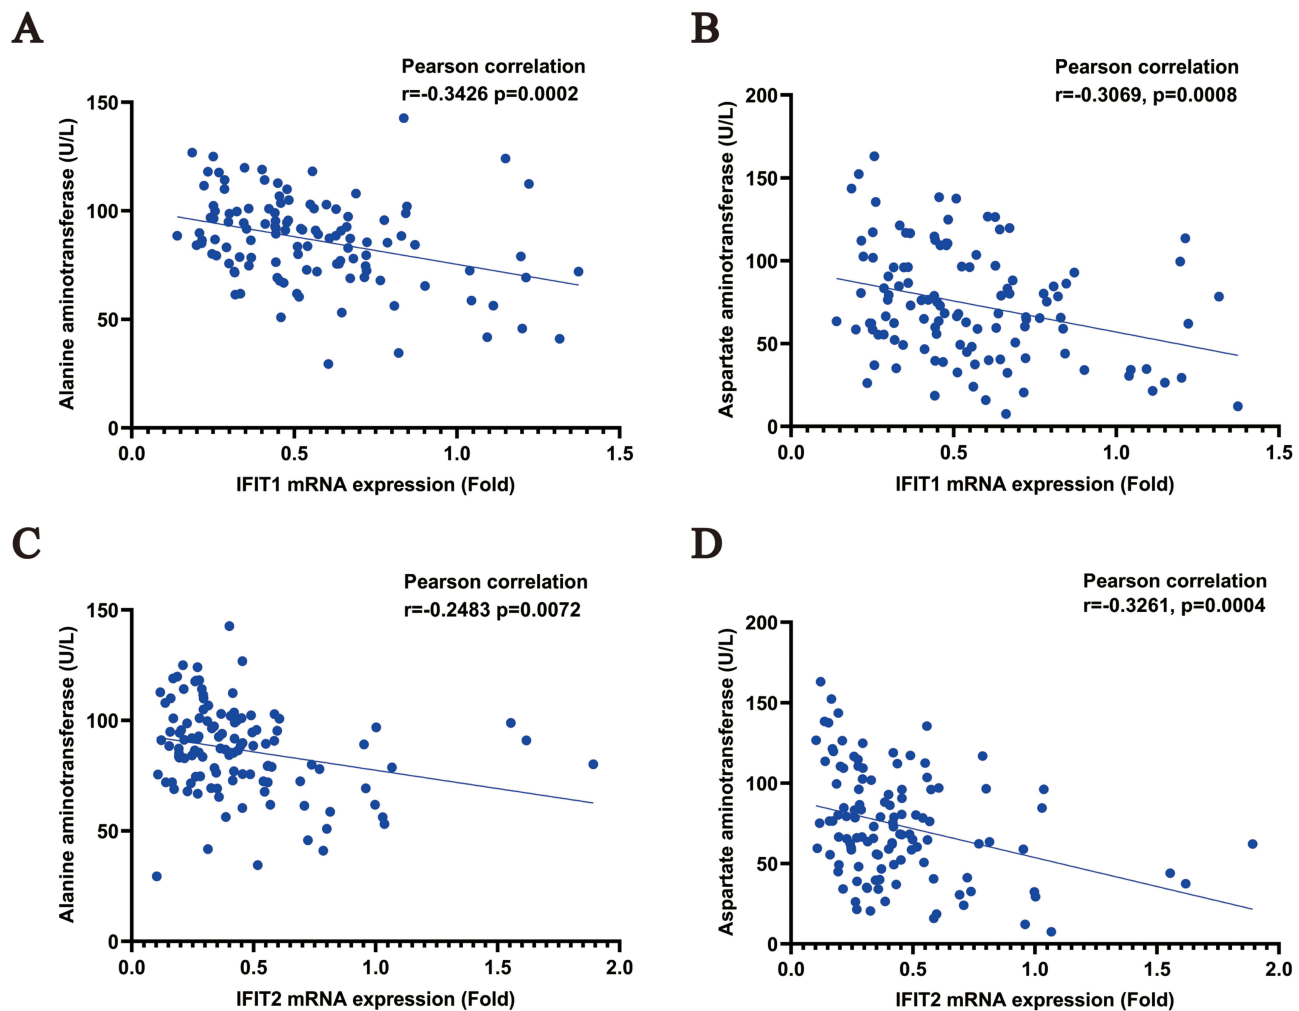 A
Pearson correlation
r=-0.3426 p=0.0002
Alanine aminotransferase (U/L)
150
100
50
0
0.0 0.5 1.0 1.5
IFIT1 mRNA expression (Fold)
B
Pearson correlation
r=-0.3069, p=0.0008
Aspartate aminotransferase (U/L)
200
150
100
50
0
0.0 0.5 1.0 1.5
IFIT1 mRNA expression (Fold)
C
Pearson correlation
r=-0.2483 p=0.0072
Alanine aminotransferase (U/L)
150
100
50
0
0.0 0.5 1.0 1.5 2.0
IFIT2 mRNA expression (Fold)
D
Pearson correlation
r=-0.3261, p=0.0004
Aspartate aminotransferase (U/L)
200
150
100
50
0
0.0 0.5 1.0 1.5 2.0
IFIT2 mRNA expression (Fold)